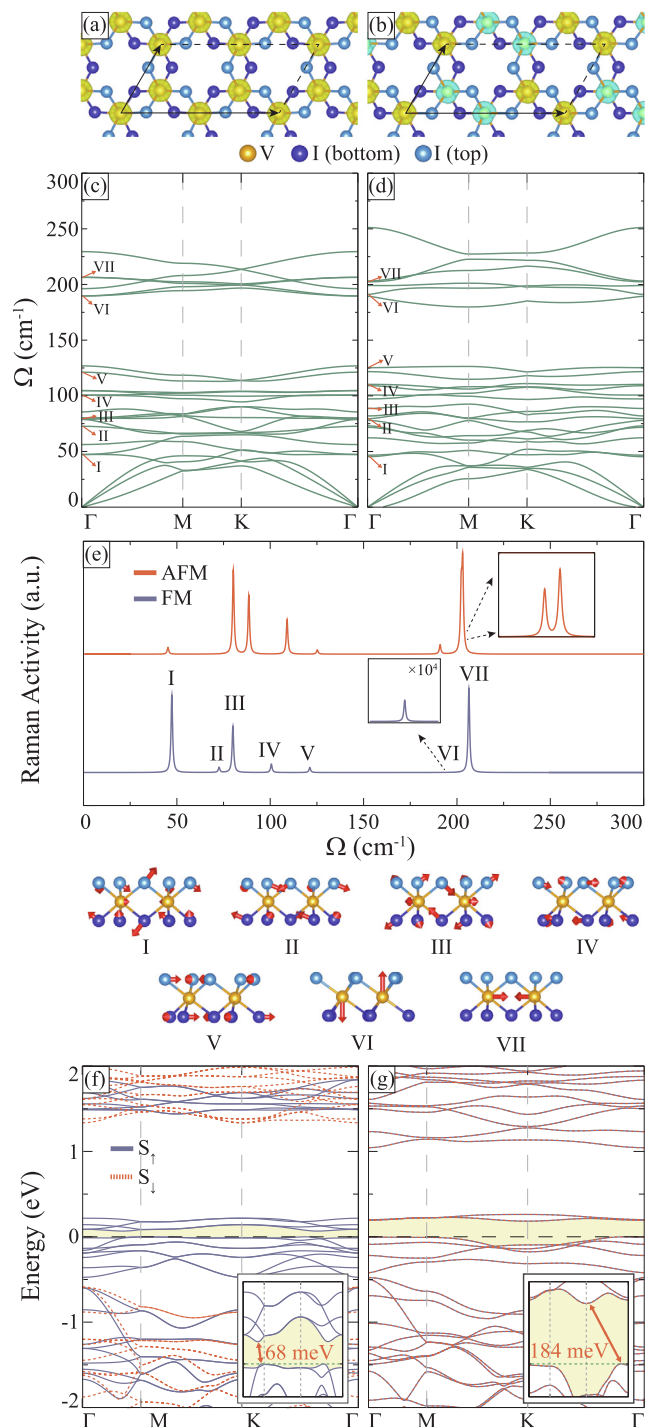 (a)
(b)
V I (bottom) I (top)
(c)
(d)
300
250
200
150
100
50
0
Ω (cm⁻¹)
VII
VI
V
IV
III
II
I
VII
VI
V
IV
III
II
I
Γ M K Γ
Γ M K Γ
(e)
AFM
FM
Raman Activity (a.u.)
×10⁴
I
II
III
IV
V
VI
VII
0 50 100 150 200 250 300
Ω (cm⁻¹)
I
II
III
IV
V
VI
VII
(f)
(g)
2
1
0
-1
-2
Energy (eV)
S↑
S↓
168 meV
184 meV
Γ M K Γ
Γ M K Γ